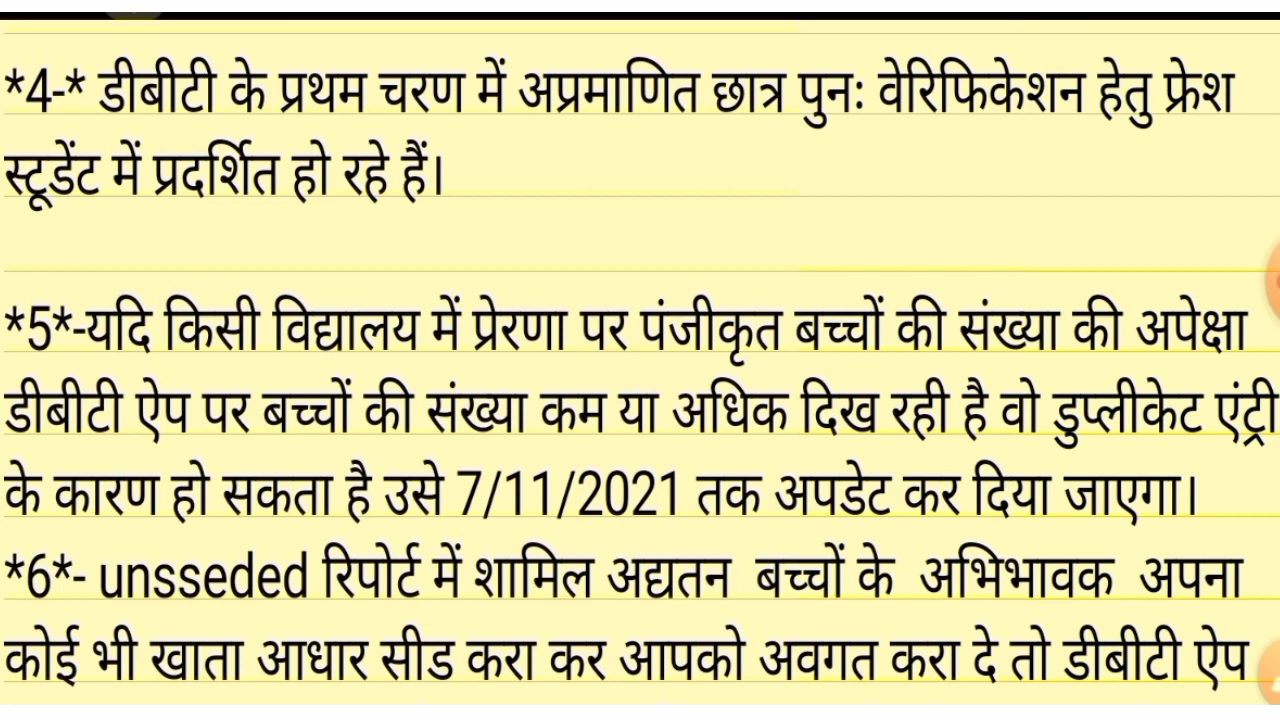 *4-* डीबीटी के प्रथम चरण में अप्रमाणित छात्र पुनः वेरिफिकेशन हेतु फ्रेश
स्टूडेंट में प्रदर्शित हो रहे हैं।
*5*-यदि किसी विद्यालय में प्रेरणा पर पंजीकृत बच्चों की संख्या की अपेक्षा
डीबीटी ऐप पर बच्चों की संख्या कम या अधिक दिख रही है वो डुप्लीकेट एंट्री
के कारण हो सकता है उसे 7/11/2021 तक अपडेट कर दिया जाएगा।
*6*- unsseded रिपोर्ट में शामिल अद्यतन बच्चों के अभिभावक अपना
कोई भी खाता आधार सीड करा कर आपको अवगत करा दे तो डीबीटी ऐप